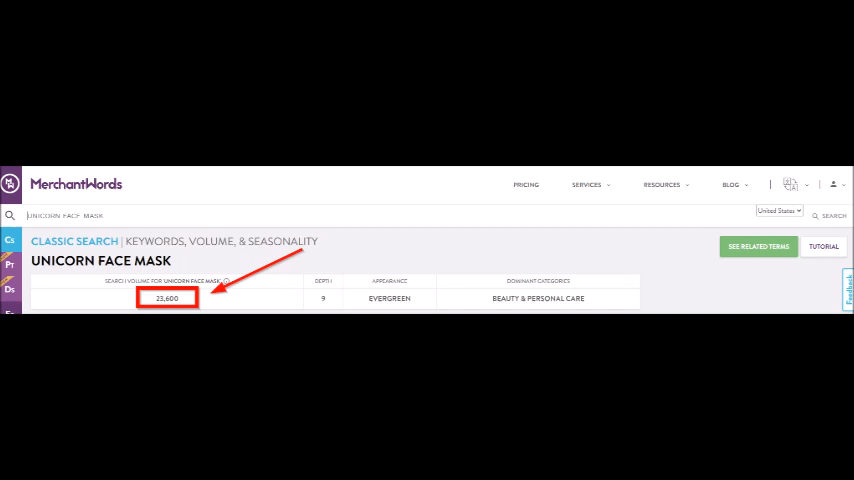 MerchantWords
PRICING SERVICES RESOURCES BLOG
UNICORN FACE MASK
United States
SEARCH
Cs
CLASSIC SEARCH | KEYWORDS, VOLUME, & SEASONALITY
SEE RELATED TERMS
TUTORIAL
PT
UNICORN FACE MASK
Ds
SEARCH VOLUME FOR 'UNICORN FACE MASK' DEPTH APPEARANCE DOMINANT CATEGORIES
23,600 9 EVERGREEN BEAUTY & PERSONAL CARE
Feedback